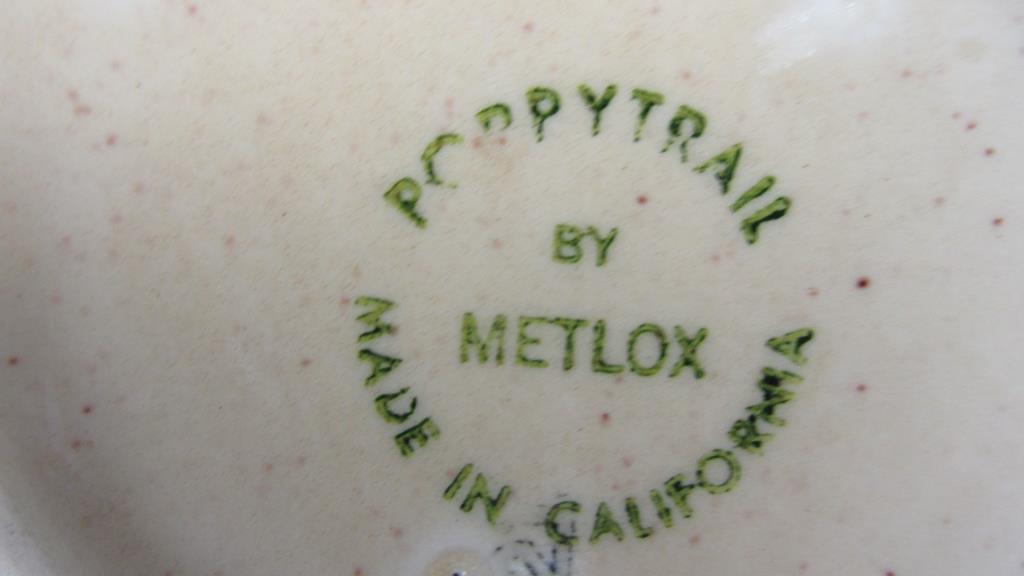 POPPYTRAIL
BY
METLOX
MADE IN CALIFORNIA